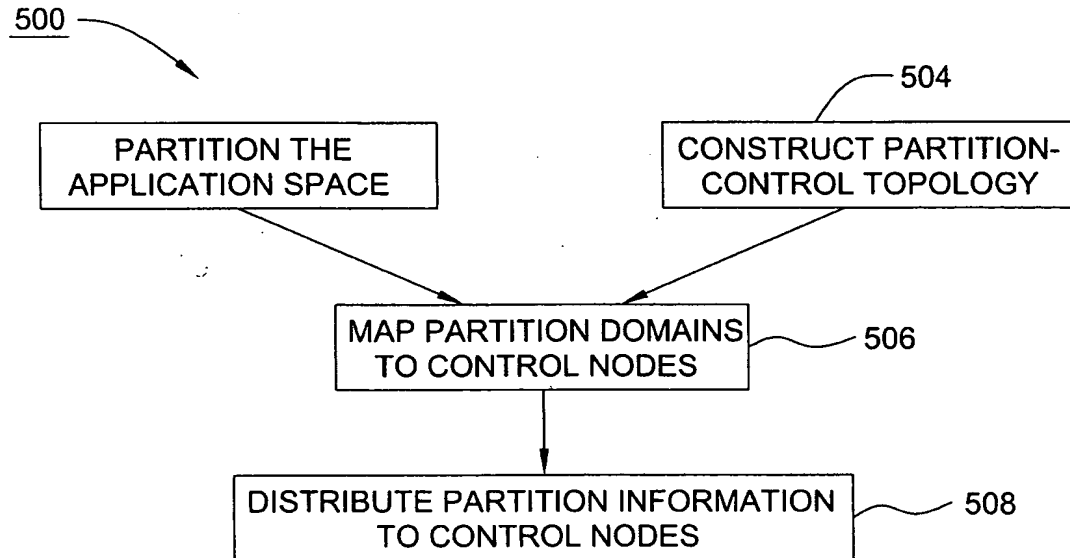 500
504
PARTITION THE
APPLICATION SPACE
CONSTRUCT PARTITION-
CONTROL TOPOLOGY
MAP PARTITION DOMAINS
TO CONTROL NODES
506
DISTRIBUTE PARTITION INFORMATION
TO CONTROL NODES
508